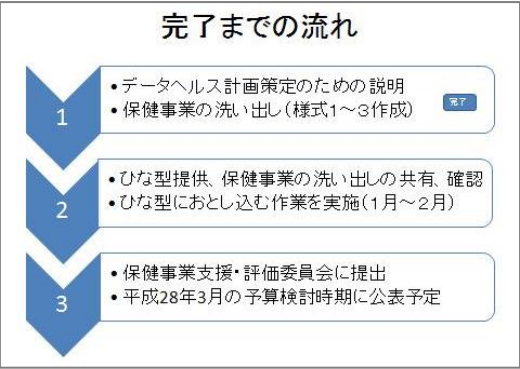 完了までの流れ
1
•データヘルス計画策定のための説明
•保健事業の洗い出し（様式1～3作成）
完了
2
•ひな型提供、保健事業の洗い出しの共有、確認
•ひな型におとし込む作業を実施（1月～2月）
3
•保健事業支援・評価委員会に提出
•平成28年3月の予算検討時期に公表予定